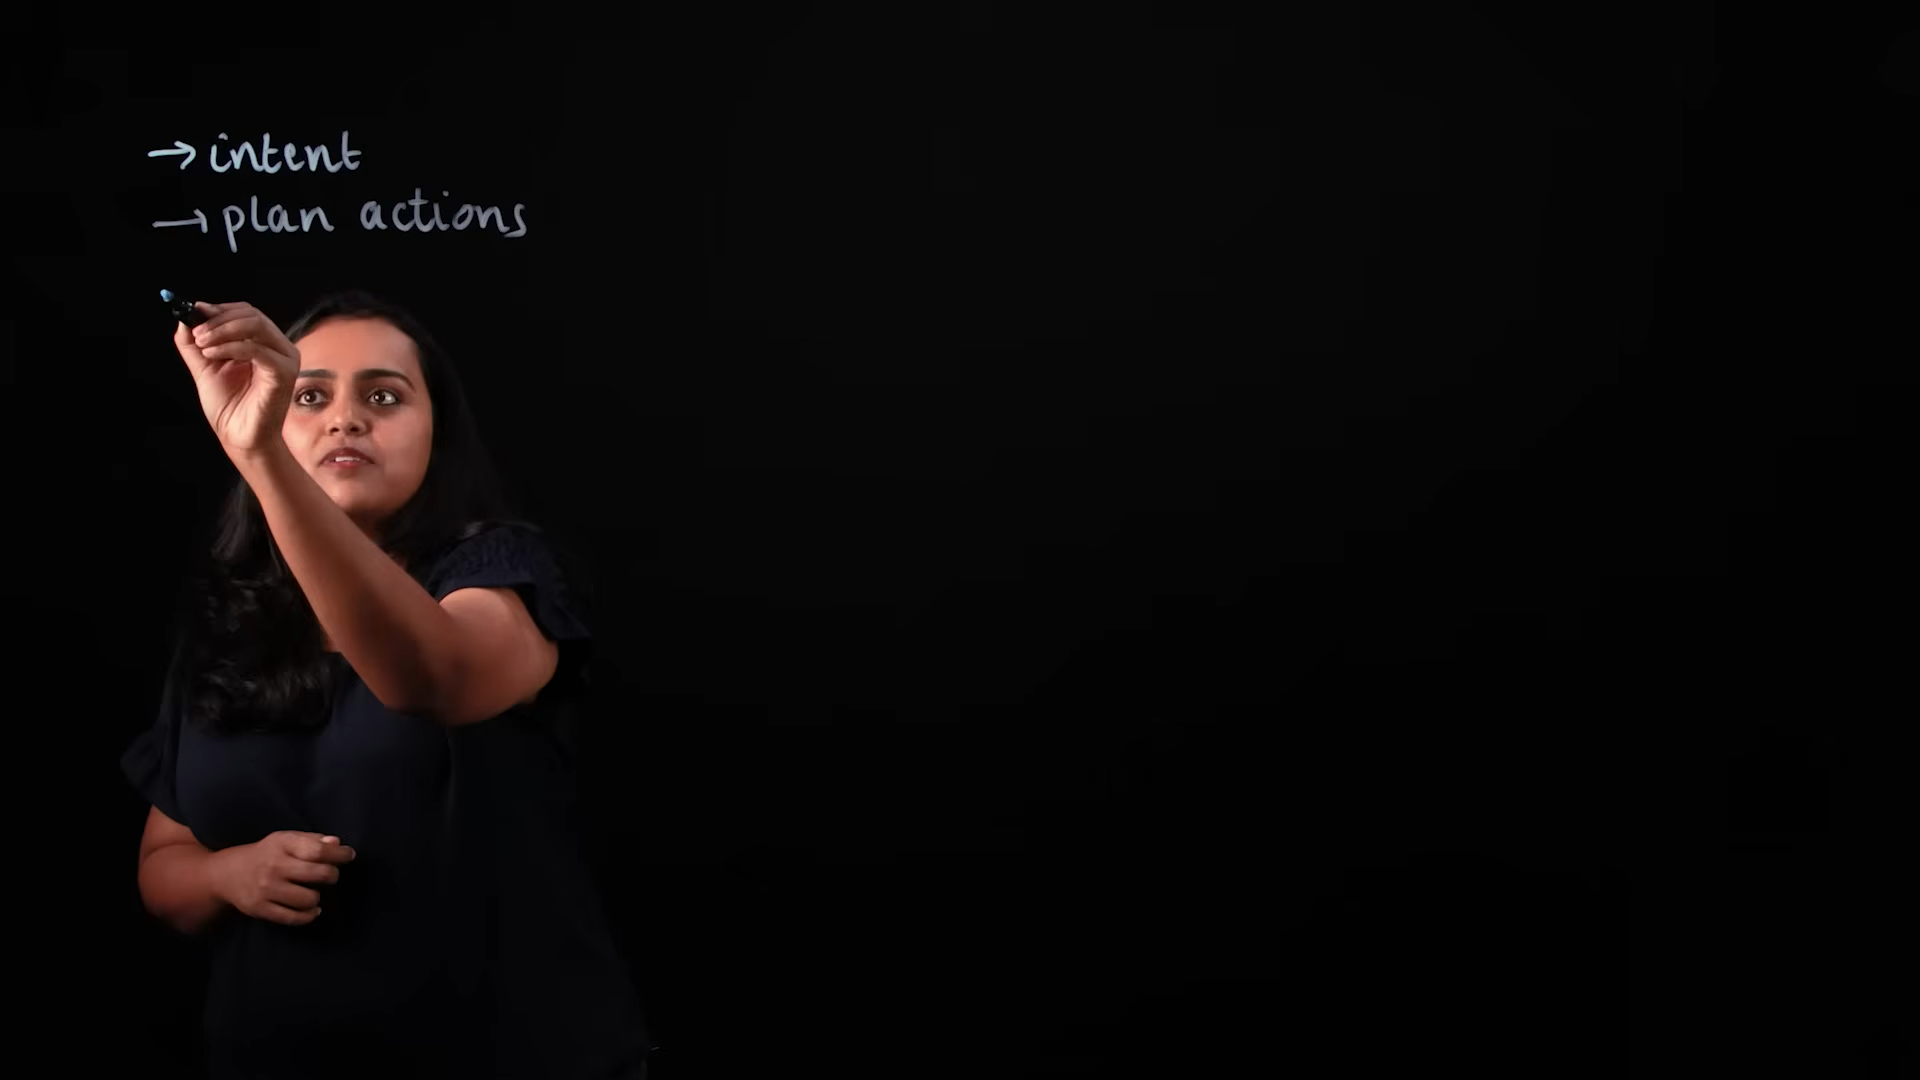 → intent
→ plan actions